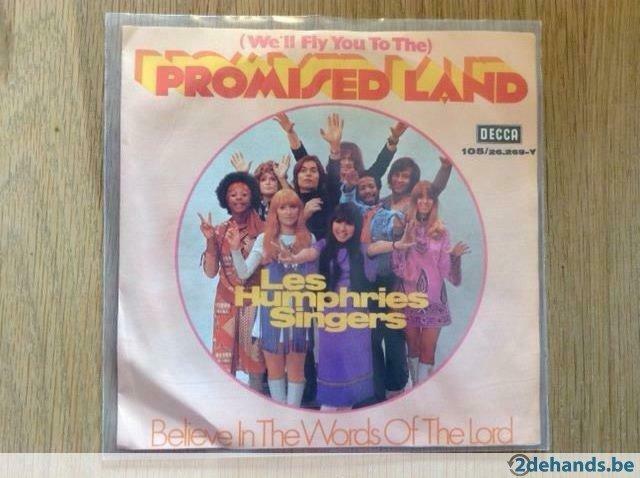 (We'll Fly You To The)
PROMISED LAND
DECCA
105/26.269-Y
Les
Humphries
Singers
Believe In The Words Of The Lord
2dehands.be